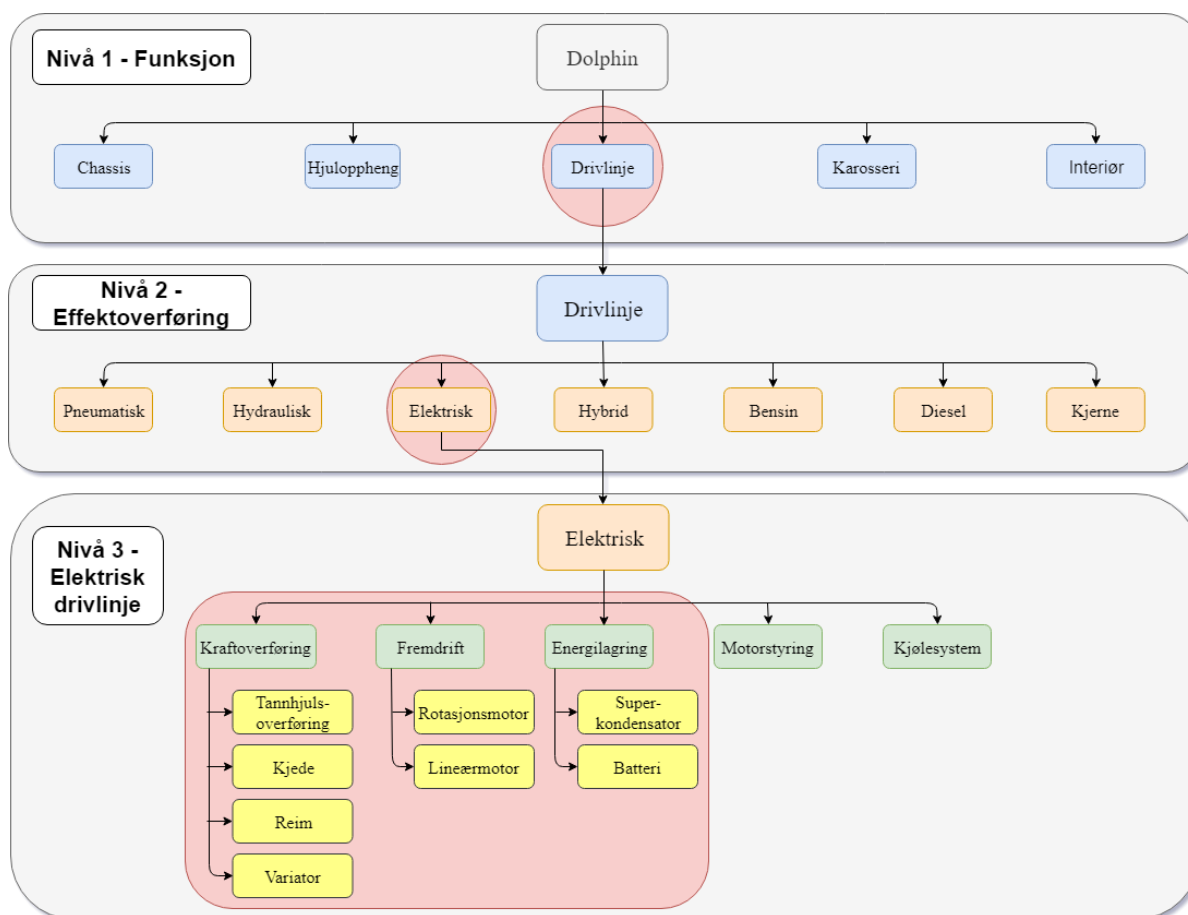 Nivå 1 - Funksjon
Dolphin
Chassis
Hjuloppheng
Drivlinje
Karosseri
Interiør
Nivå 2 -
Effektoverføring
Drivlinje
Pneumatisk
Hydraulisk
Elektrisk
Hybrid
Bensin
Diesel
Kjerne
Nivå 3 -
Elektrisk
drivlinje
Elektrisk
Kraftoverføring
Fremdrift
Energilagring
Motorstyring
Kjølesystem
Tannhjuls-
overføring
Kjede
Reim
Variator
Rotasjonsmotor
Lineærmotor
Super-
kondensator
Batteri